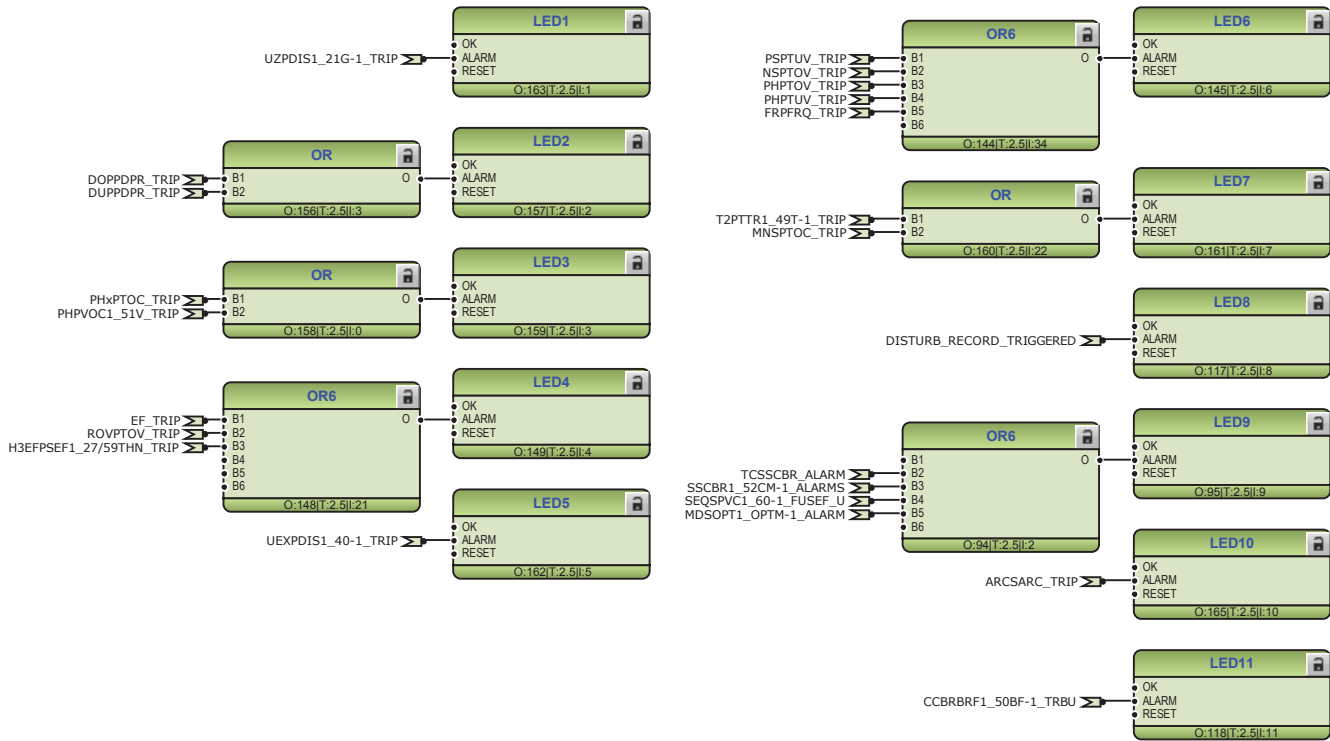 LED1
OK
UZPDIS1_21G-1_TRIP ALARM
RESET
O:163|T:2.5|I:1
OR
DOPPDPR_TRIP B1 O
DUPPDPR_TRIP B2
O:156|T:2.5|I:3
LED2
OK
ALARM
RESET
O:157|T:2.5|I:2
OR
PHxPTOC_TRIP B1 O
PHPVOC1_51V_TRIP B2
O:158|T:2.5|I:0
LED3
OK
ALARM
RESET
O:159|T:2.5|I:3
OR6
EF_TRIP B1 O
ROVPTOV_TRIP B2
H3EFPSEF1_27/59THN_TRIP B3
B4
B5
B6
O:148|T:2.5|I:21
LED4
OK
ALARM
RESET
O:149|T:2.5|I:4
LED5
OK
UEXPDIS1_40-1_TRIP ALARM
RESET
O:162|T:2.5|I:5
OR6
PSPTUV_TRIP B1 O
NSPTOV_TRIP B2
PHPTOV_TRIP B3
PHPTUV_TRIP B4
FRPFRQ_TRIP B5
B6
O:144|T:2.5|I:34
LED6
OK
ALARM
RESET
O:145|T:2.5|I:6
OR
T2PTTR1_49T-1_TRIP B1 O
MNSPTOC_TRIP B2
O:160|T:2.5|I:22
LED7
OK
ALARM
RESET
O:161|T:2.5|I:7
LED8
OK
DISTURB_RECORD_TRIGGERED ALARM
RESET
O:117|T:2.5|I:8
OR6
B1 O
TCSSCBR_ALARM B2
SSCBR1_52CM-1_ALARMS B3
SEQSPVC1_60-1_FUSEF_U B4
MDSOPT1_OPTM-1_ALARM B5
B6
O:94|T:2.5|I:2
LED9
OK
ALARM
RESET
O:95|T:2.5|I:9
LED10
OK
ARCSARC_TRIP ALARM
RESET
O:165|T:2.5|I:10
LED11
OK
CCBRBRF1_50BF-1_TRBU ALARM
RESET
O:118|T:2.5|I:11